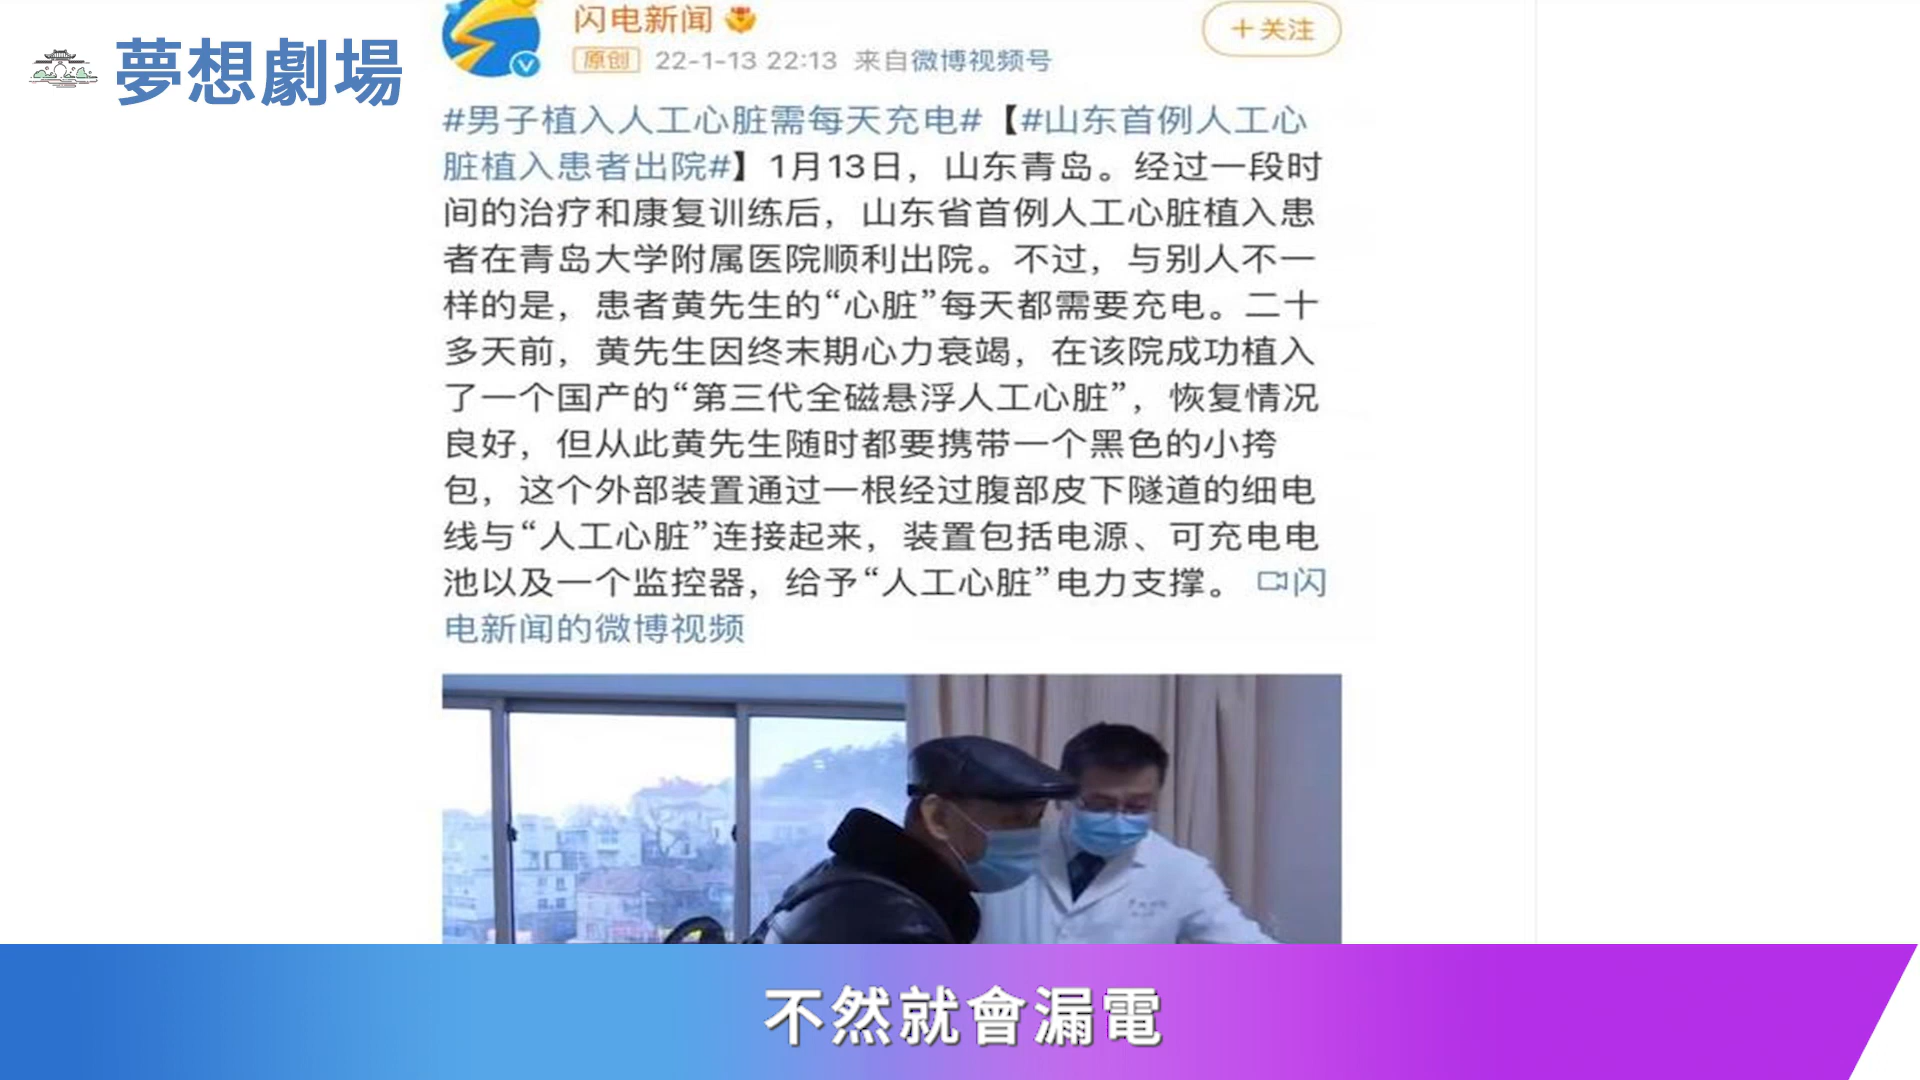 夢想劇場
闪电新闻
+关注
原创 22-1-13 22:13 来自微博视频号
#男子植入人工心脏需每天充电#【#山东首例人工心
脏植入患者出院#】1月13日，山东青岛。经过一段时
间的治疗和康复训练后，山东省首例人工心脏植入患
者在青岛大学附属医院顺利出院。不过，与别人不一
样的是，患者黄先生的“心脏”每天都需要充电。二十
多天前，黄先生因终末期心力衰竭，在该院成功植入
了一个国产的“第三代全磁悬浮人工心脏”，恢复情况
良好，但从此黄先生随时都要携带一个黑色的小挎
包，这个外部装置通过一根经过腹部皮下隧道的细电
线与“人工心脏”连接起来，装置包括电源、可充电电
池以及一个监控器，给予“人工心脏”电力支撑。 闪
电新闻的微博视频
不然就會漏電